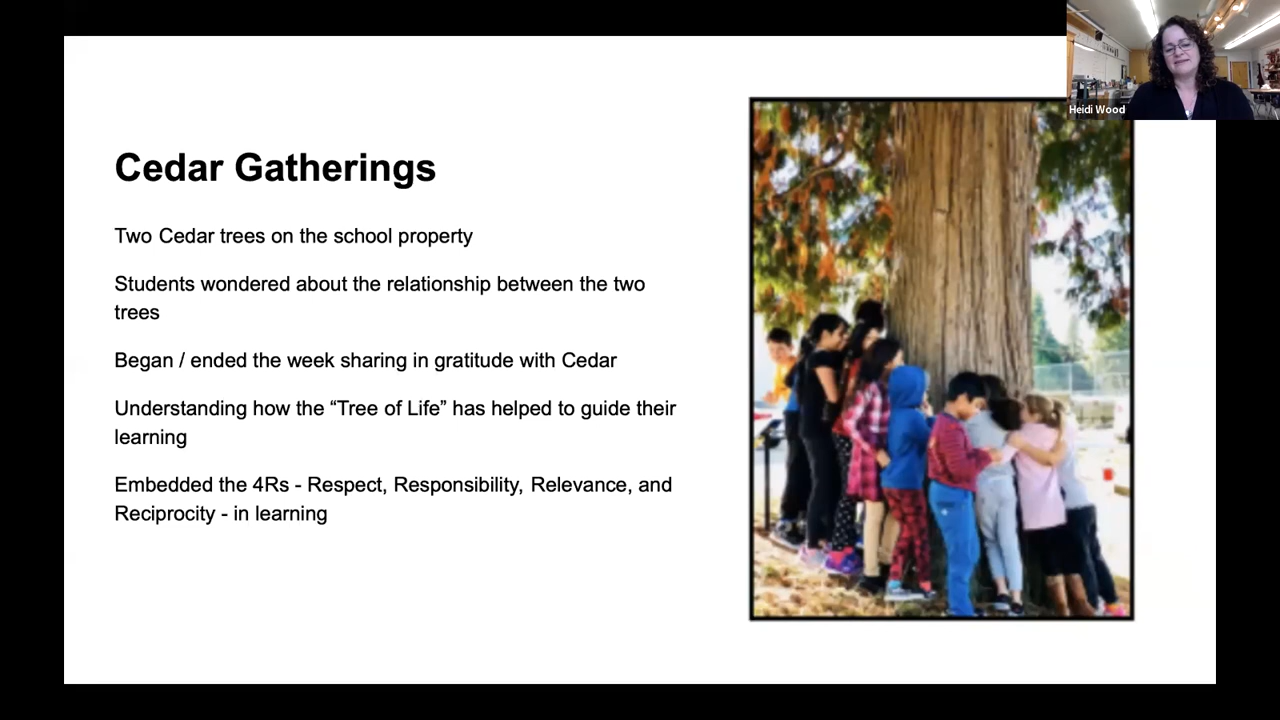 Heidi Wood
Cedar Gatherings
Two Cedar trees on the school property
Students wondered about the relationship between the two
trees
Began / ended the week sharing in gratitude with Cedar
Understanding how the “Tree of Life” has helped to guide their
learning
Embedded the 4Rs - Respect, Responsibility, Relevance, and
Reciprocity - in learning